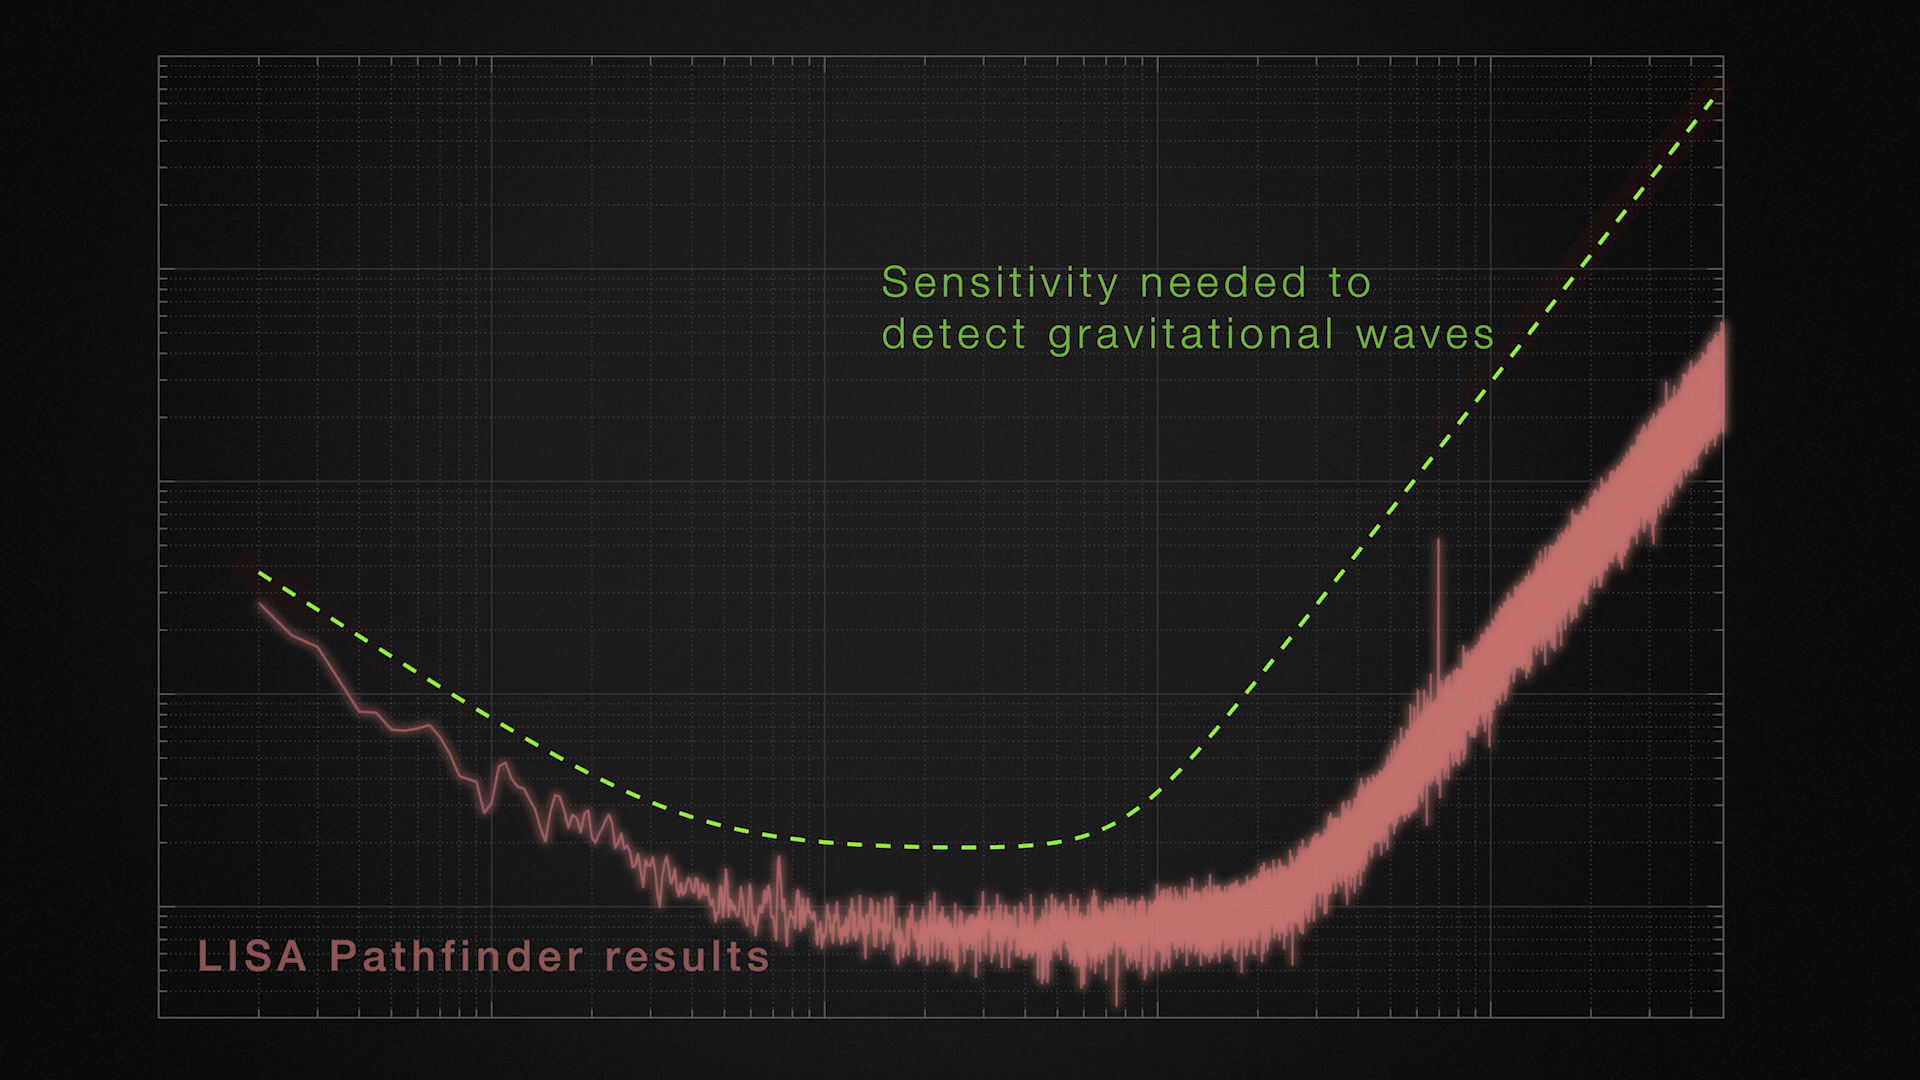 Sensitivity needed to
detect gravitational waves
LISA Pathfinder results